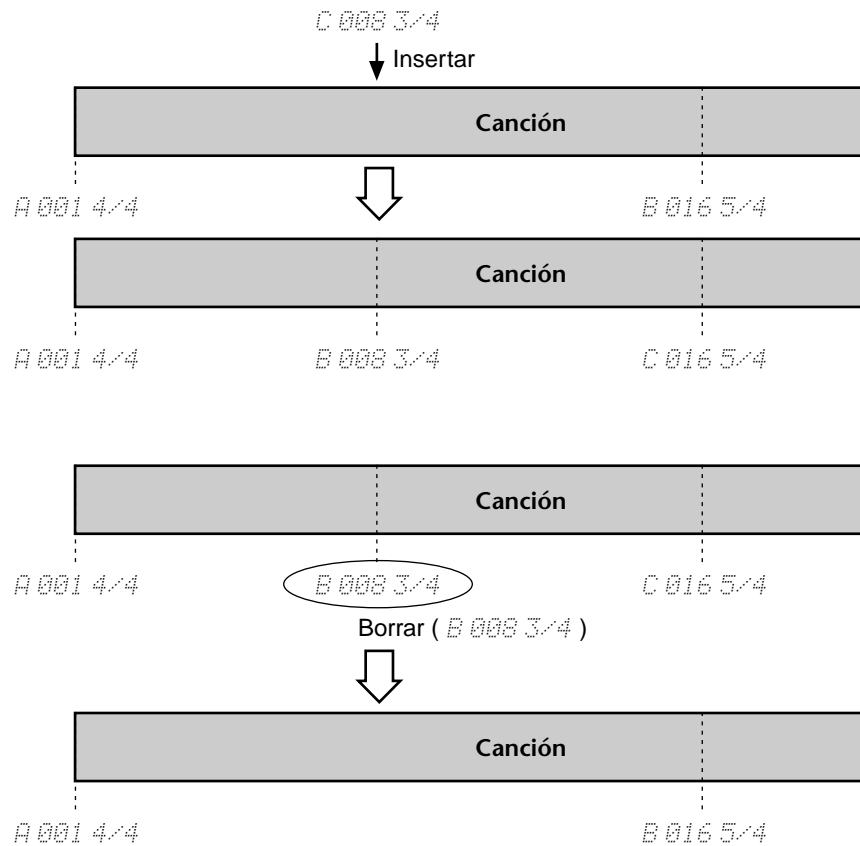 C 008 3/4
Insertar
Canción
A 001 4/4 B 016 5/4
Canción
A 001 4/4 B 008 3/4 C 016 5/4
Canción
A 001 4/4 B 008 3/4 C 016 5/4
Borrar ( B 008 3/4 )
Canción
A 001 4/4 B 016 5/4